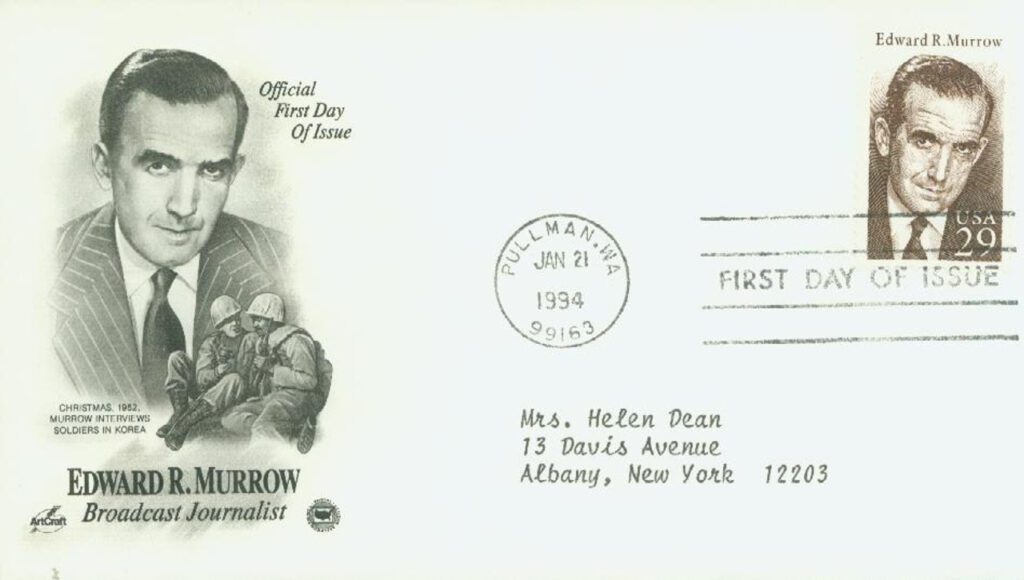 Official
First Day
Of Issue
CHRISTMAS, 1952,
MURROW INTERVIEWS
SOLDIERS IN KOREA
EDWARD R. MURROW
Broadcast Journalist
ArtCraft
Edward R. Murrow
USA
29
PULLMAN, WA
JAN 21
1994
99163
FIRST DAY OF ISSUE
Mrs. Helen Dean
13 Davis Avenue
Albany, New York 12203